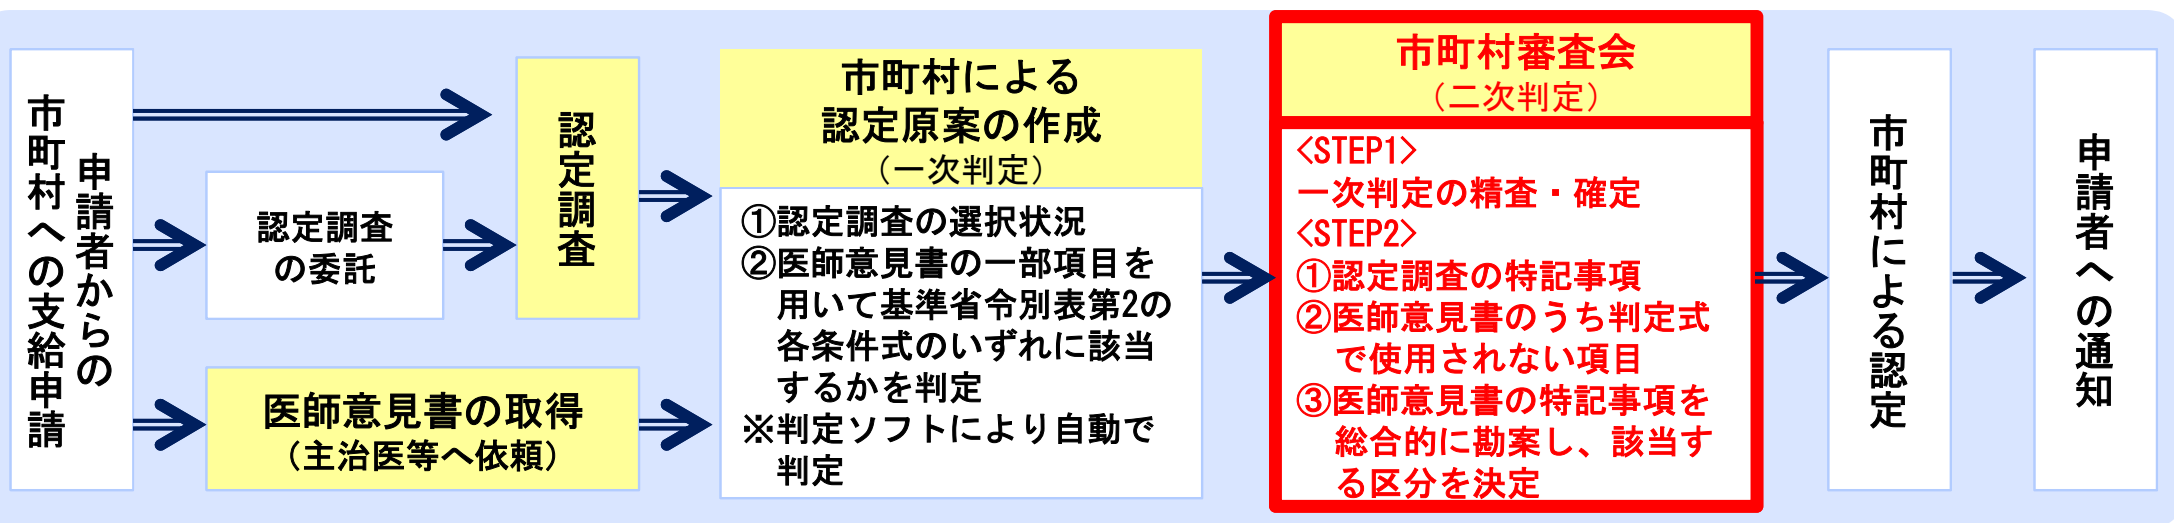 申請者からの
市町村への支給申請
認定調査
の委託
認定調査
医師意見書の取得
（主治医等へ依頼）
市町村による
認定原案の作成
（一次判定）
①認定調査の選択状況
②医師意見書の一部項目を
用いて基準省令別表第2の
各条件式のいずれに該当
するかを判定
※判定ソフトにより自動で
判定
市町村審査会
（二次判定）
<STEP1>
一次判定の精査・確定
<STEP2>
①認定調査の特記事項
②医師意見書のうち判定式
で使用されない項目
③医師意見書の特記事項を
総合的に勘案し、該当す
る区分を決定
市町村による認定
申請者への通知